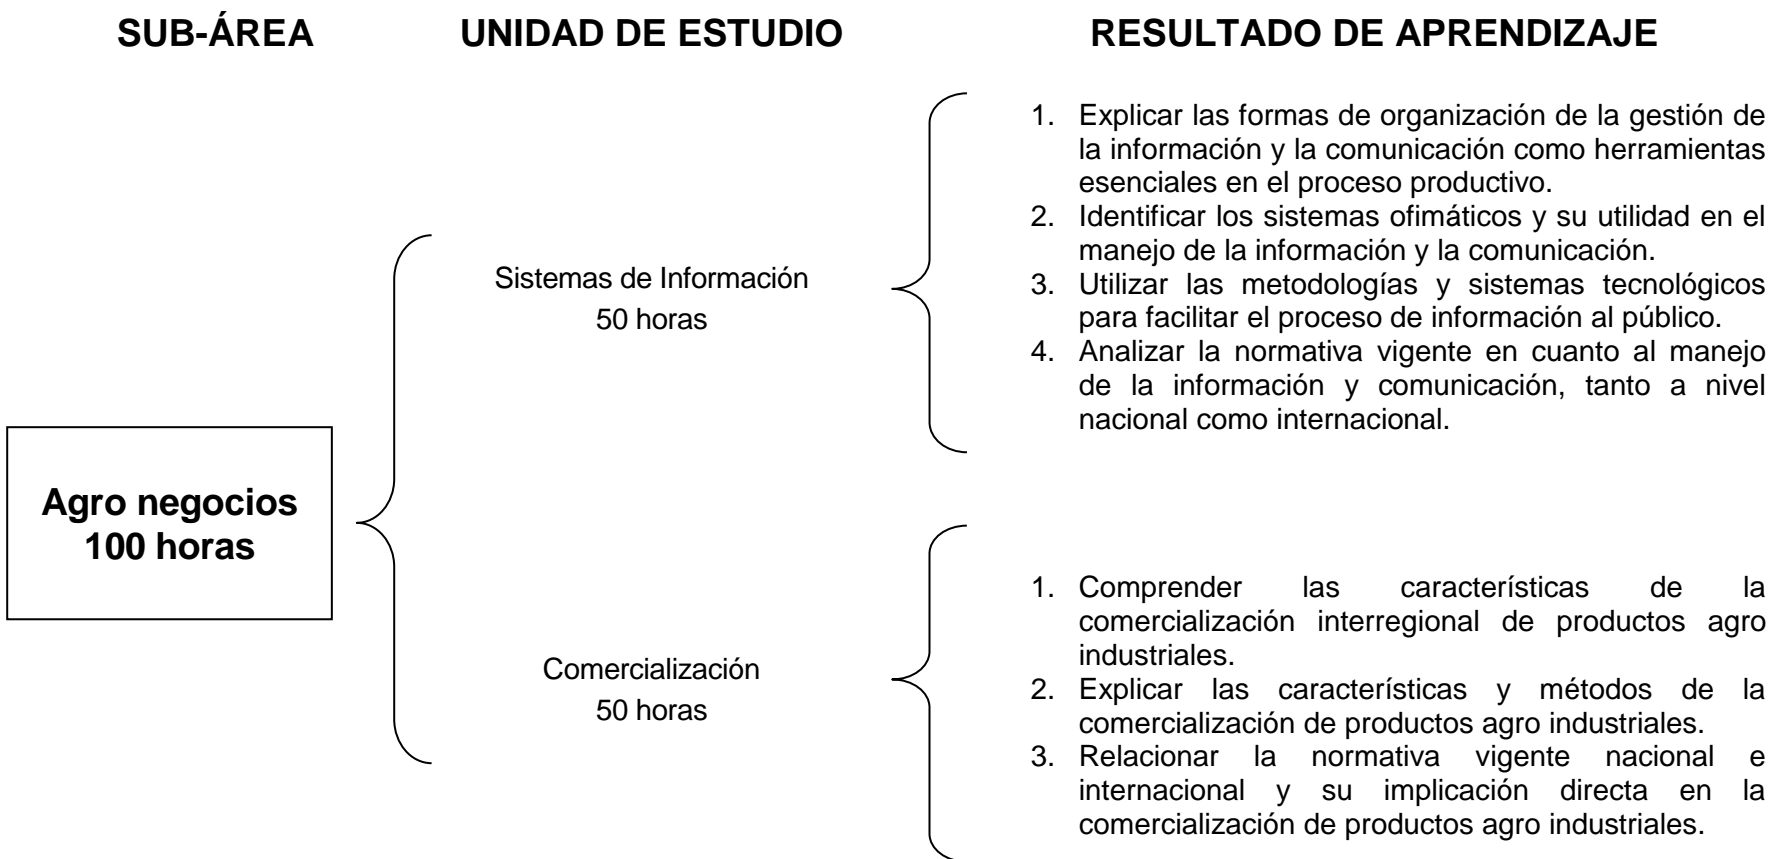 SUB-ÁREA UNIDAD DE ESTUDIO RESULTADO DE APRENDIZAJE
Agro negocios
100 horas
Sistemas de Información
50 horas
1. Explicar las formas de organización de la gestión de
la información y la comunicación como herramientas
esenciales en el proceso productivo.
2. Identificar los sistemas ofimáticos y su utilidad en el
manejo de la información y la comunicación.
3. Utilizar las metodologías y sistemas tecnológicos
para facilitar el proceso de información al público.
4. Analizar la normativa vigente en cuanto al manejo
de la información y comunicación, tanto a nivel
nacional como internacional.
Comercialización
50 horas
1. Comprender las características de la
comercialización interregional de productos agro
industriales.
2. Explicar las características y métodos de la
comercialización de productos agro industriales.
3. Relacionar la normativa vigente nacional e
internacional y su implicación directa en la
comercialización de productos agro industriales.